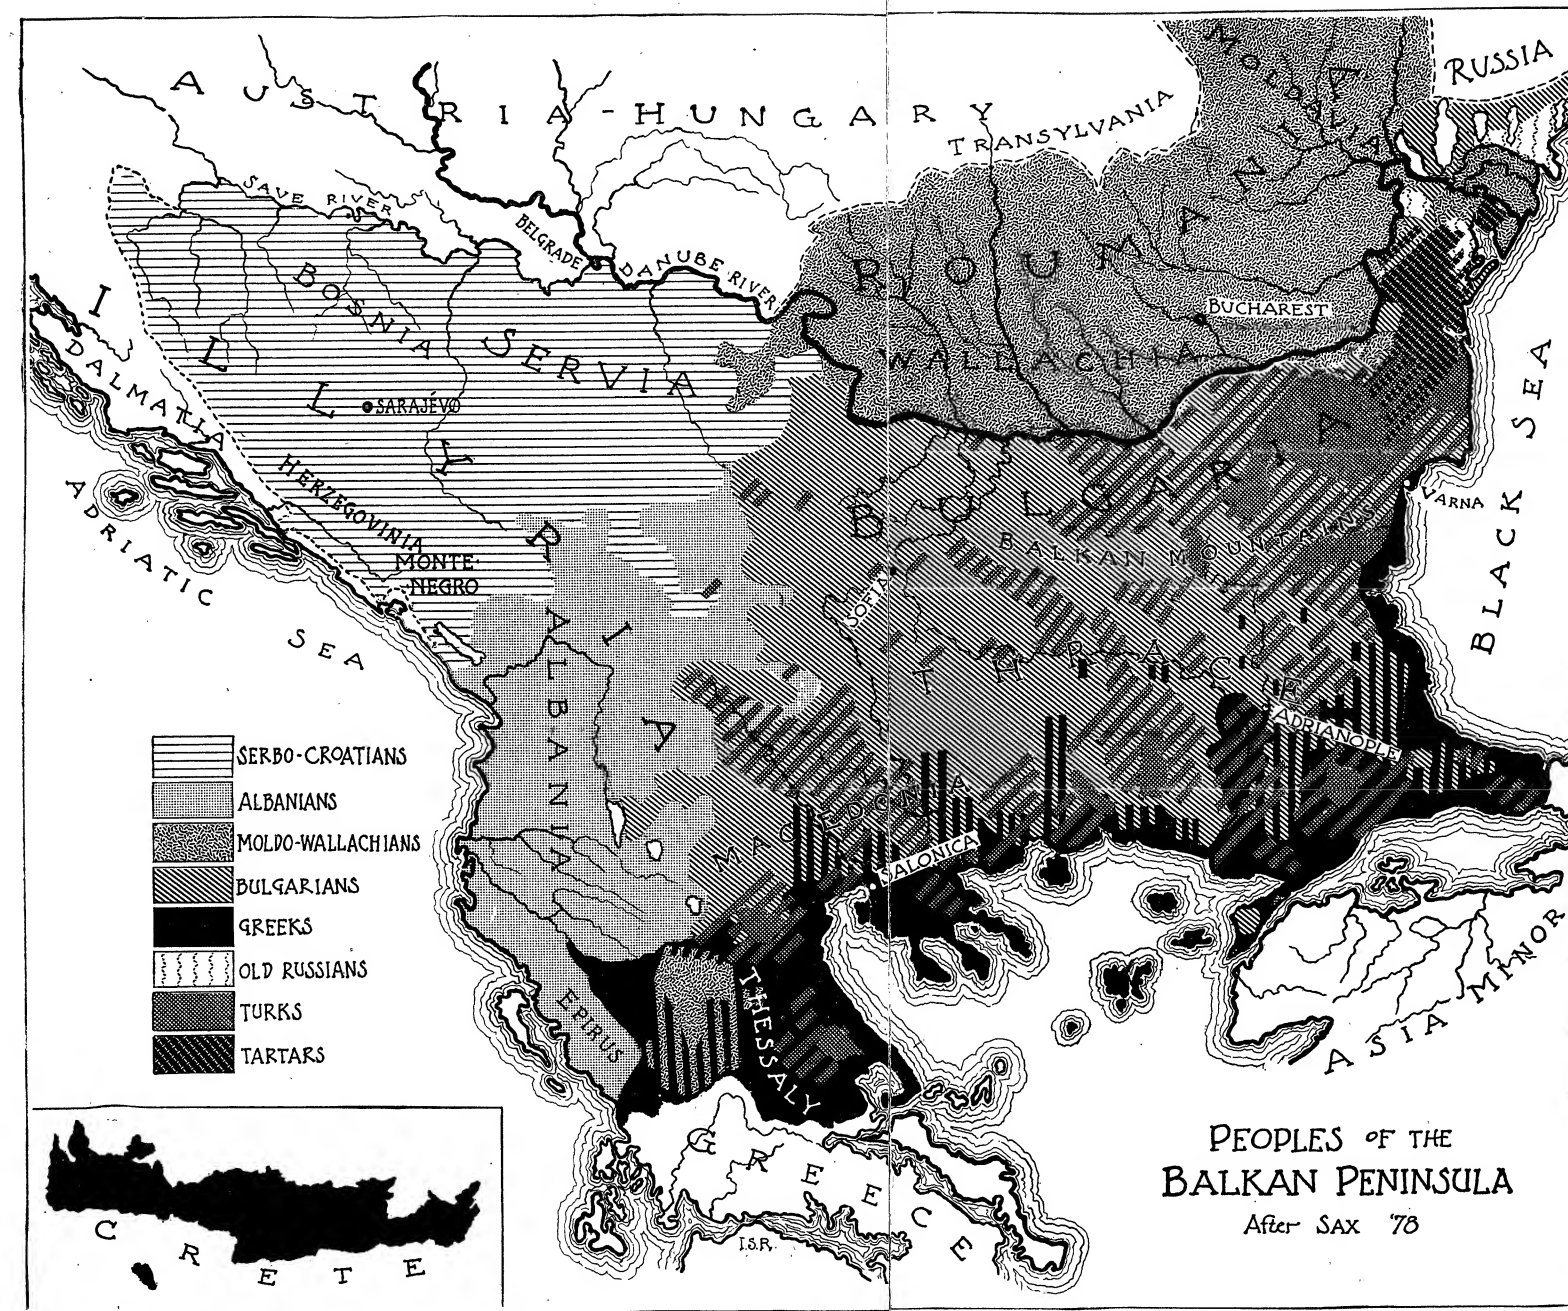 AUSTRIA-HUNGARY
TRANSYLVANIA
MOLDAVIA
RUSSIA
ROUMANIA
SAVE RIVER
BELGRADE
DANUBE RIVER
BUCHAREST
WALLACHIA
BOSNIA
SERVIA
ILLYRIA
SARAJÉVO
DALMATIA
HERZEGOVINIA
MONTE-
NEGRO
ADRIATIC SEA
BULGARIA
BALKAN MOUNTAINS
VARNA
BLACK SEA
SOFIA
THRACE
ADRIANOPLE
ALBANIA
MACEDONIA
SALONICA
EPIRUS
THESSALY
GREECE
ASIA MINOR
SERBO-CROATIANS
ALBANIANS
MOLDO-WALLACHIANS
BULGARIANS
GREEKS
OLD RUSSIANS
TURKS
TARTARS
CRETE
I.S.R.
PEOPLES OF THE
BALKAN PENINSULA
After SAX '78